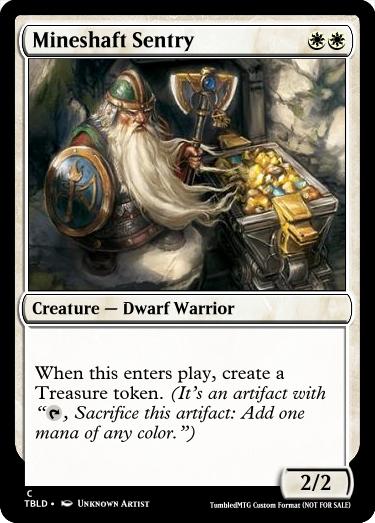 Mineshaft Sentry
Creature — Dwarf Warrior
When this enters play, create a
Treasure token. (It's an artifact with
“, Sacrifice this artifact: Add one
mana of any color.”)
2/2
C
TBLD • Unknown Artist
TumbledMTG Custom Format (NOT FOR SALE)